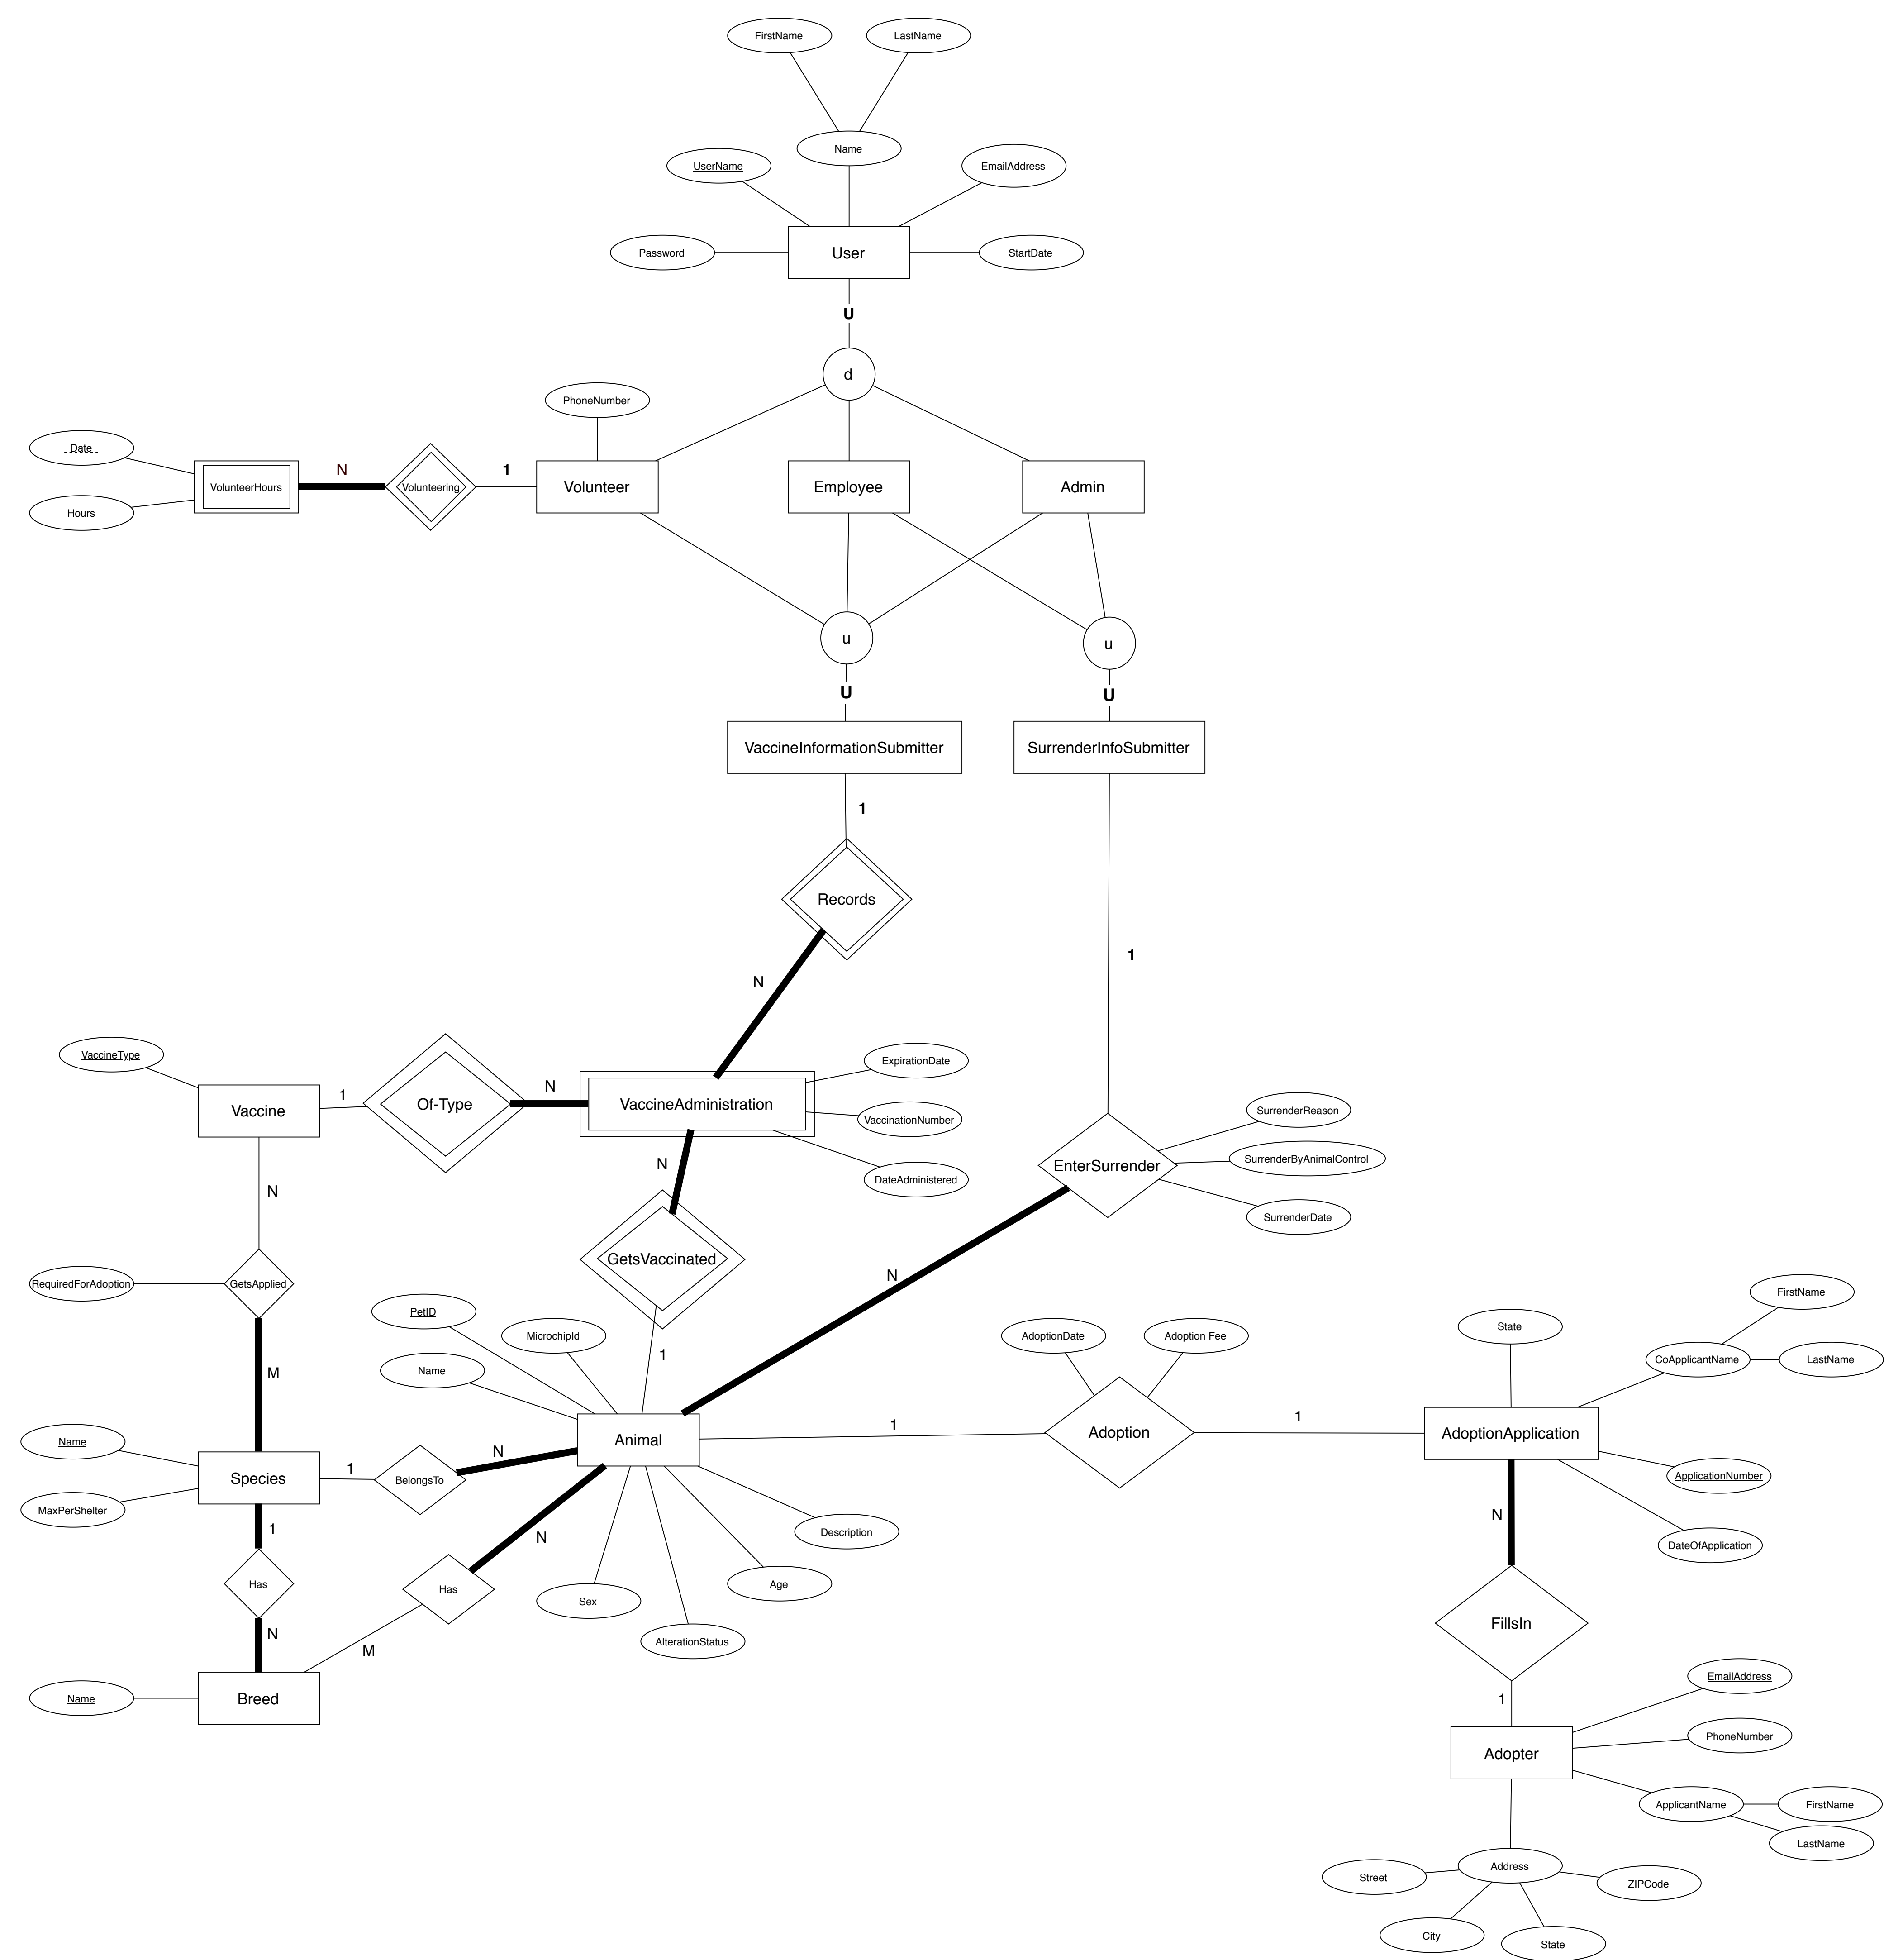 FirstName
LastName
Name
UserName
EmailAddress
Password
User
StartDate
U
d
PhoneNumber
Date
Hours
VolunteerHours
N
Volunteering
1
Volunteer
Employee
Admin
u
u
U
U
VaccineInformationSubmitter
SurrenderInfoSubmitter
1
Records
1
N
VaccineType
Vaccine
1
Of-Type
N
VaccineAdministration
ExpirationDate
VaccinationNumber
DateAdministered
N
SurrenderReason
EnterSurrender
SurrenderByAnimalControl
SurrenderDate
N
GetsVaccinated
N
RequiredForAdoption
GetsApplied
M
PetID
MicrochipId
Name
1
AdoptionDate
Adoption Fee
State
FirstName
CoApplicantName
LastName
Animal
1
Adoption
1
AdoptionApplication
ApplicationNumber
DateOfApplication
Name
Species
MaxPerShelter
1
BelongsTo
N
1
Has
N
Has
N
M
Name
Breed
Sex
AlterationStatus
Age
Description
N
FillsIn
1
EmailAddress
Adopter
PhoneNumber
ApplicantName
FirstName
LastName
Address
Street
ZIPCode
City
State